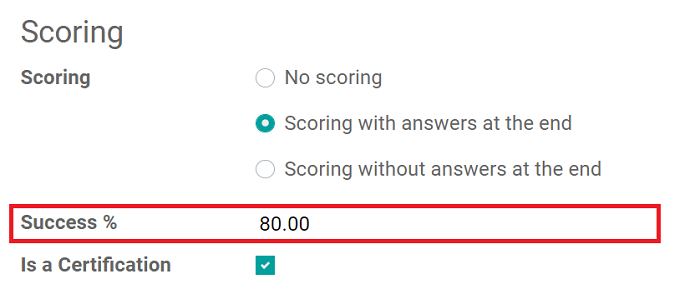 Scoring
Scoring
No scoring
Scoring with answers at the end
Scoring without answers at the end
Success % 80.00
Is a Certification